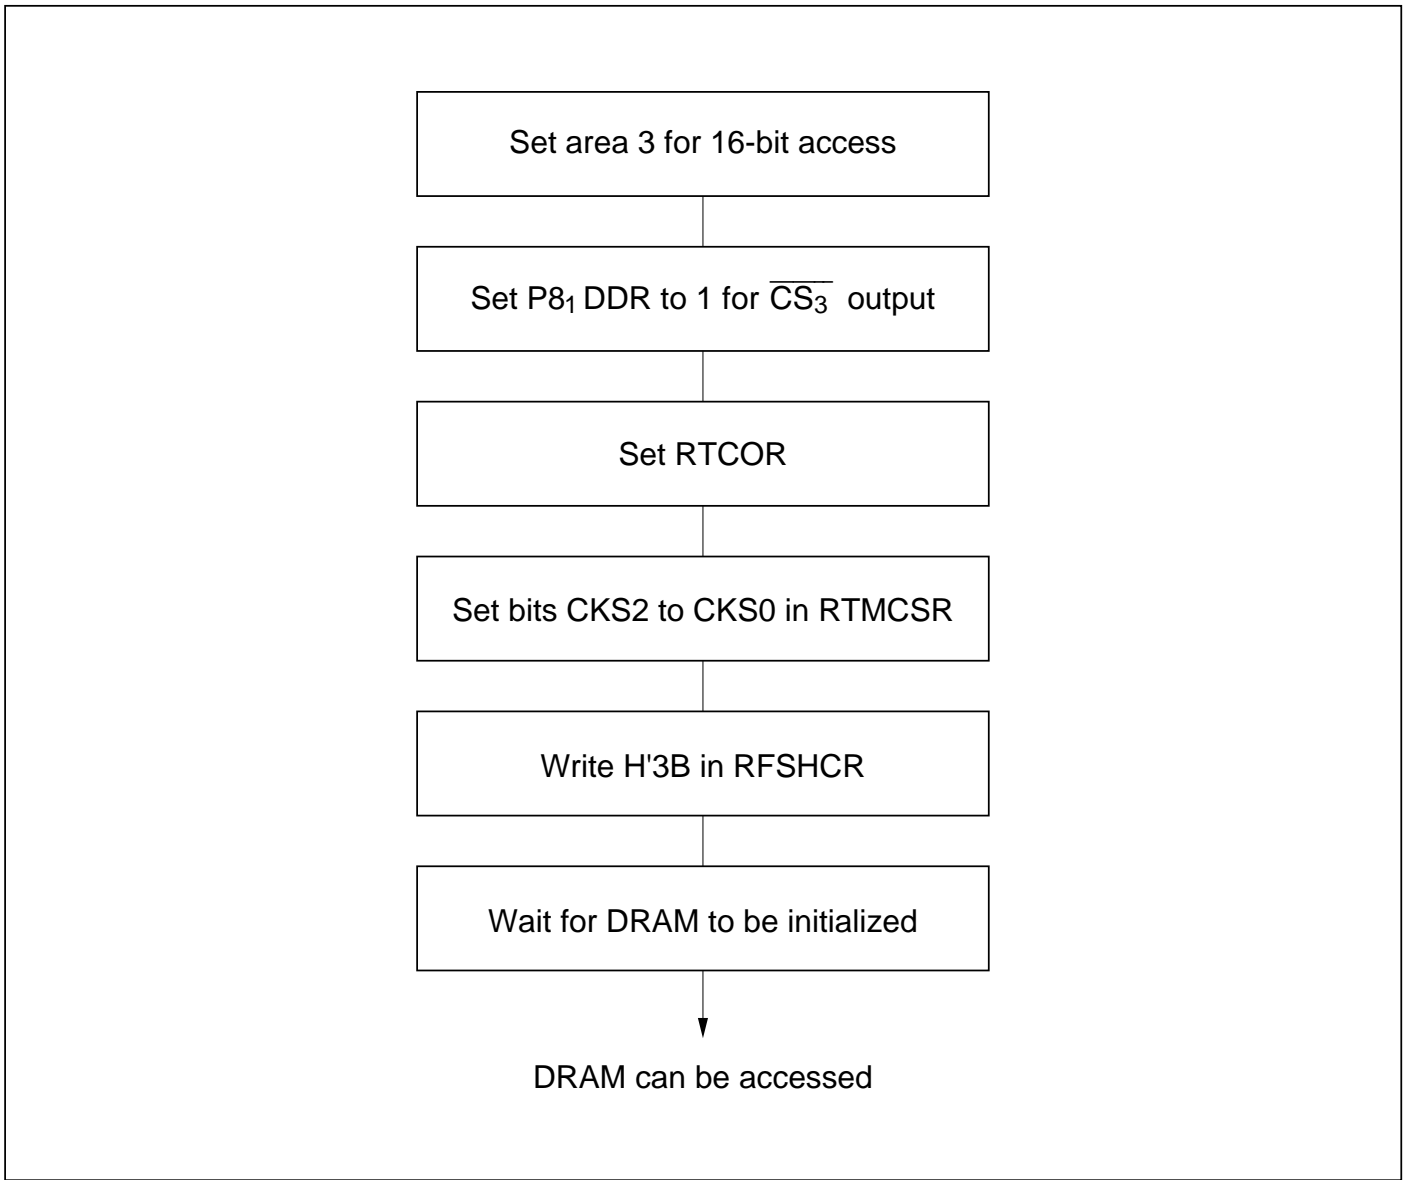 Set area 3 for 16-bit access
Set P8₁ DDR to 1 for C̅S̅₃̅ output
Set RTCOR
Set bits CKS2 to CKS0 in RTMCSR
Write H'3B in RFSHCR
Wait for DRAM to be initialized
DRAM can be accessed